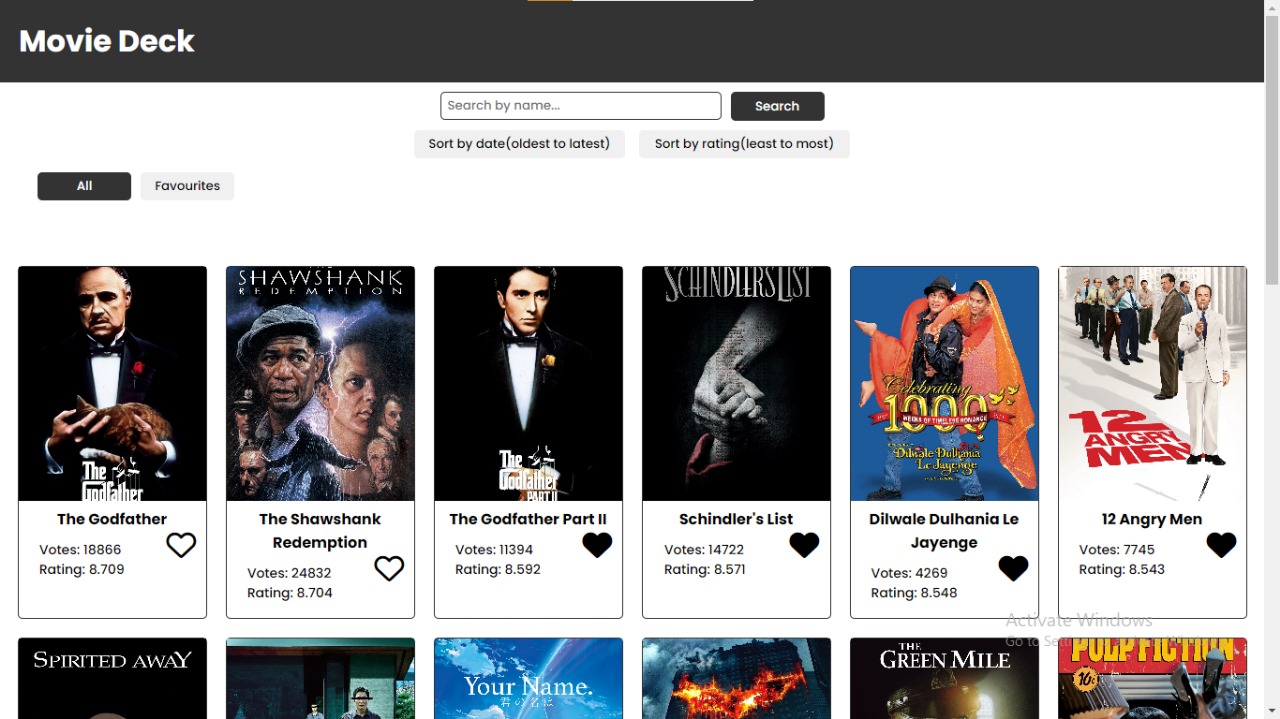 Movie Deck
Search by name...
Search
Sort by date(oldest to latest)
Sort by rating(least to most)
All
Favourites
The
Godfather
SHAWSHANK
REDEMPTION
The
Godfather
PART II
SCHINDLER'S LIST
Celebrating
1000
WEEKS OF TIMELESS ROMANCE
Dilwale Dulhania
Le Jayenge
12
ANGRY
MEN
The Godfather
Votes: 18866
Rating: 8.709
The Shawshank
Redemption
Votes: 24832
Rating: 8.704
The Godfather Part II
Votes: 11394
Rating: 8.592
Schindler's List
Votes: 14722
Rating: 8.571
Dilwale Dulhania Le
Jayenge
Votes: 4269
Rating: 8.548
12 Angry Men
Votes: 7745
Rating: 8.543
Activate Windows
SPIRITED AWAY
Your Name.
君の名は
THE
GREEN MILE
PULP FICTION
10¢